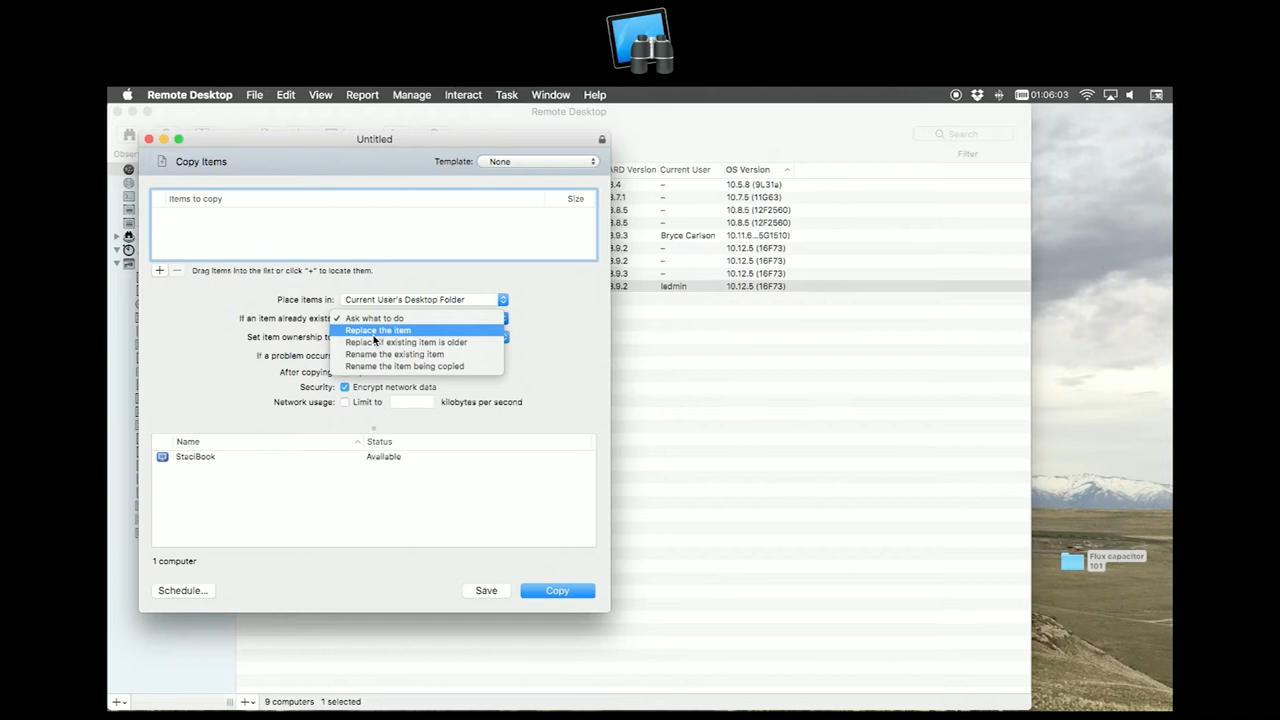 Remote Desktop File Edit View Report Manage Interact Task Window Help 01:06:03
Remote Desktop
Untitled
Search
Filter
Copy Items Template: None
ARD Version Current User OS Version
Items to copy Size
– 10.5.8 (9L31a)
– 10.7.5 (11G63)
– 10.8.5 (12F2560)
– 10.8.5 (12F2560)
Bryce Carlson 10.11.6...5G1510)
– 10.12.5 (16F73)
– 10.12.5 (16F73)
– 10.12.5 (16F73)
ladmin 10.12.5 (16F73)
Drag items into the list or click "+" to locate them.
Place items in: Current User's Desktop Folder
If an item already exists ✓ Ask what to do
Replace the item
Set item ownership to
Replace if existing item is older
If a problem occurs
Rename the existing item
After copying
Rename the item being copied
Security: Encrypt network data
Network usage: Limit to kilobytes per second
Name Status
StaciBook Available
1 computer
Schedule... Save Copy
Flux capacitor
101
9 computers 1 selected